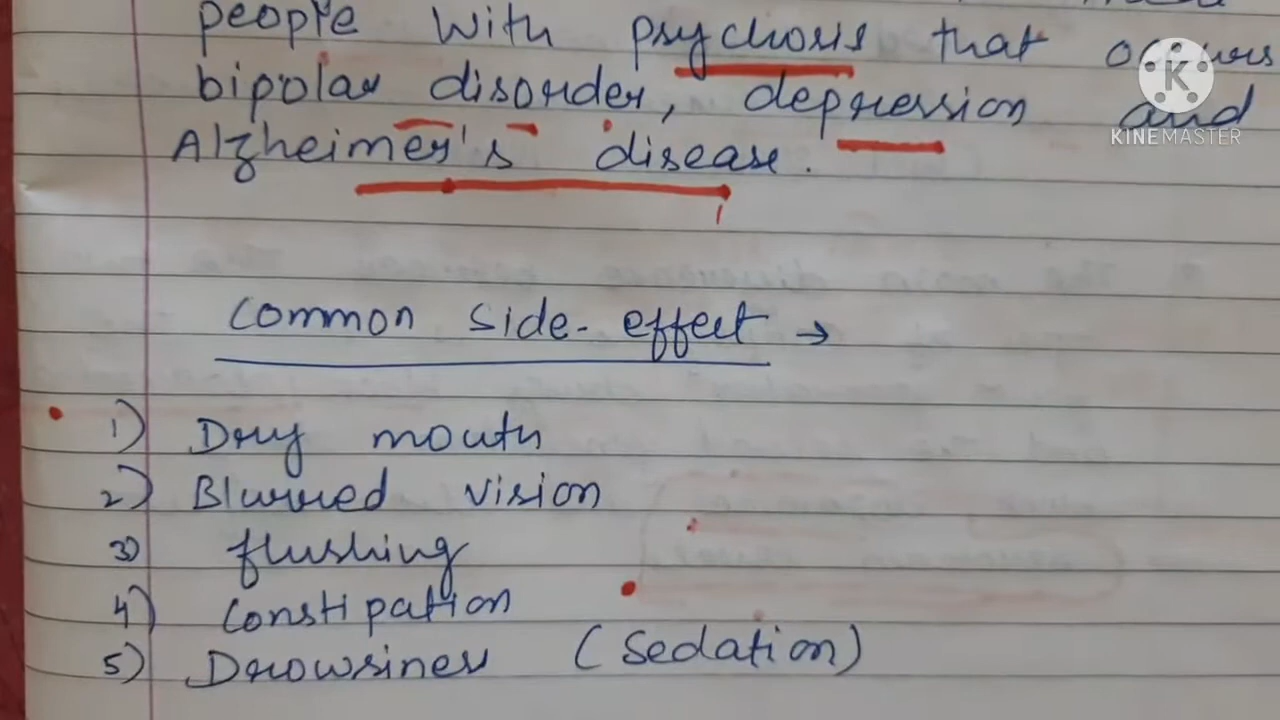 people with psychosis that occurs
bipolar disorder, depression and
Alzheimer's disease.
Common Side-effect →
1) Dry mouth
2) Blurred vision
3) flushing
4) Constipation
5) Drowsiness (Sedation)
K
KINEMASTER